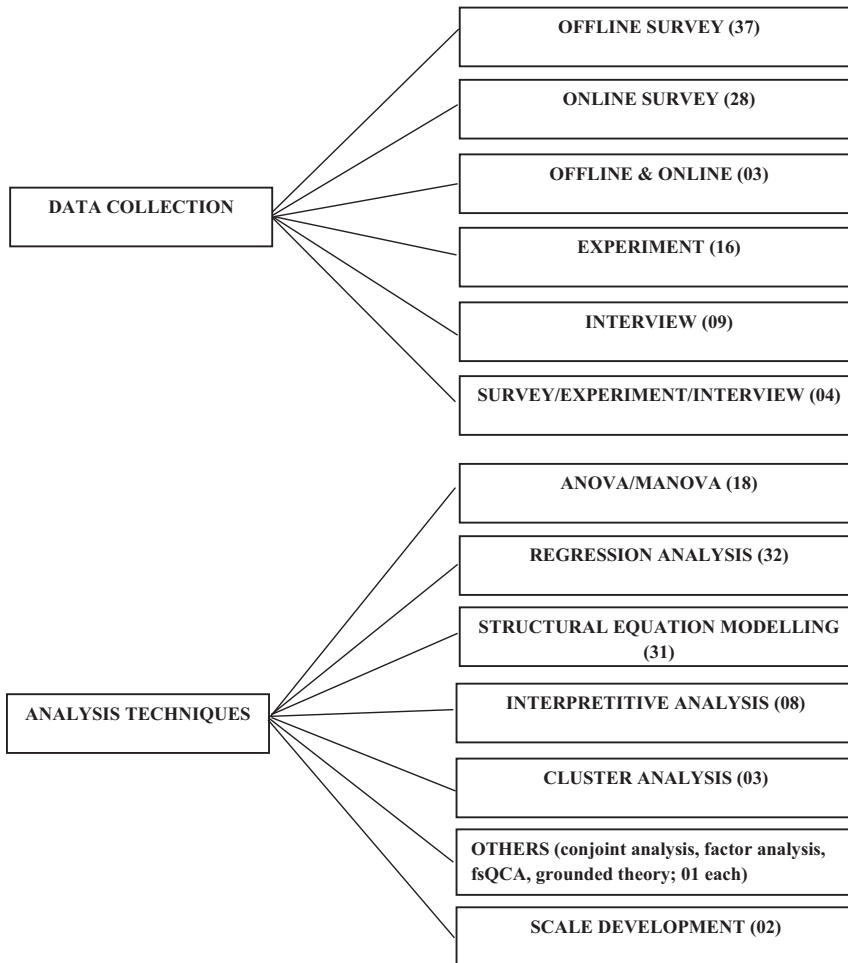 OFFLINE SURVEY (37)
ONLINE SURVEY (28)
OFFLINE & ONLINE (03)
DATA COLLECTION
EXPERIMENT (16)
INTERVIEW (09)
SURVEY/EXPERIMENT/INTERVIEW (04)
ANOVA/MANOVA (18)
REGRESSION ANALYSIS (32)
STRUCTURAL EQUATION MODELLING
(31)
ANALYSIS TECHNIQUES
INTERPRETITIVE ANALYSIS (08)
CLUSTER ANALYSIS (03)
OTHERS (conjoint analysis, factor analysis,
fsQCA, grounded theory; 01 each)
SCALE DEVELOPMENT (02)